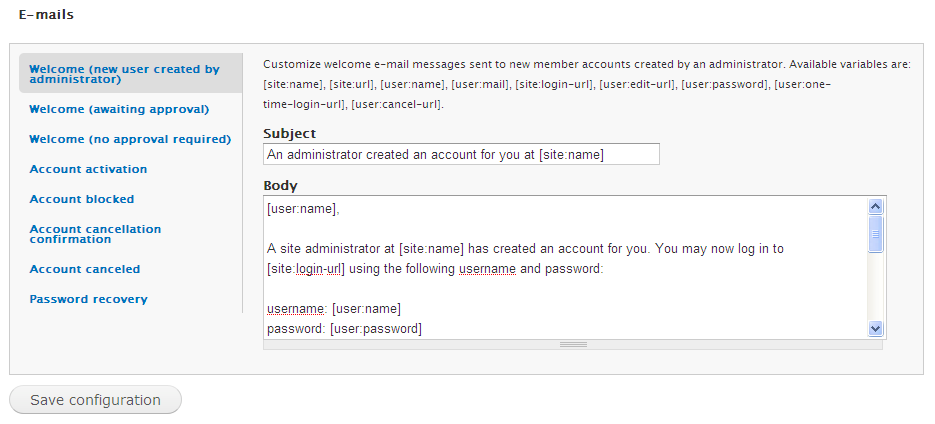 E-mails
Welcome (new user created by
administrator)
Welcome (awaiting approval)
Welcome (no approval required)
Account activation
Account blocked
Account cancellation
confirmation
Account canceled
Password recovery
Customize welcome e-mail messages sent to new member accounts created by an administrator. Available variables are:
[site:name], [site:url], [user:name], [user:mail], [site:login-url], [user:edit-url], [user:password], [user:one-
time-login-url], [user:cancel-url].
Subject
An administrator created an account for you at [site:name]
Body
[user:name],
A site administrator at [site:name] has created an account for you. You may now log in to
[site:login-url] using the following username and password:
username: [user:name]
password: [user:password]
Save configuration